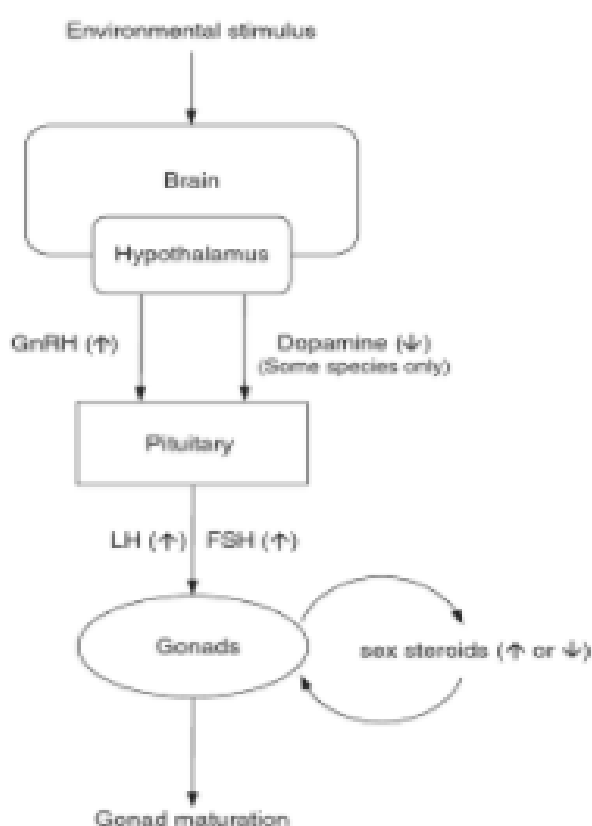 Environmental stimulus
Brain
Hypothalamus
GnRH (↑)
Dopamine (↓)
(Some species only)
Pituitary
LH (↑) FSH (↑)
Gonads
sex steroids (↑ or ↓)
Gonad maturation